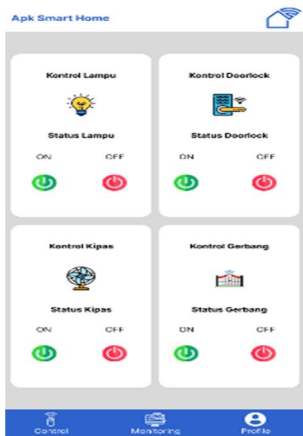 Apk Smart Home
Kontrol Lampu
Status Lampu
ON OFF
Kontrol Doorlock
Status Doorlock
ON OFF
Kontrol Kipas
Status Kipas
ON OFF
Kontrol Gerbang
Status Gerbang
ON OFF
Control Monitoring Profile